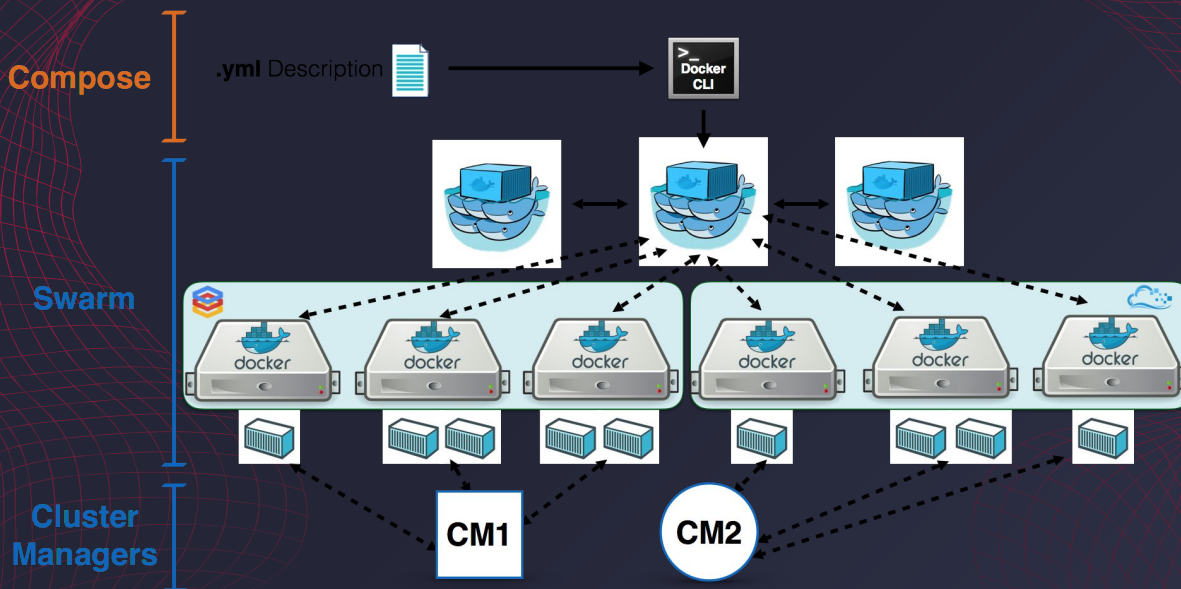 Compose
.yml Description
>_
Docker
CLI
Swarm
docker
docker
docker
docker
docker
docker
Cluster
Managers
CM1
CM2